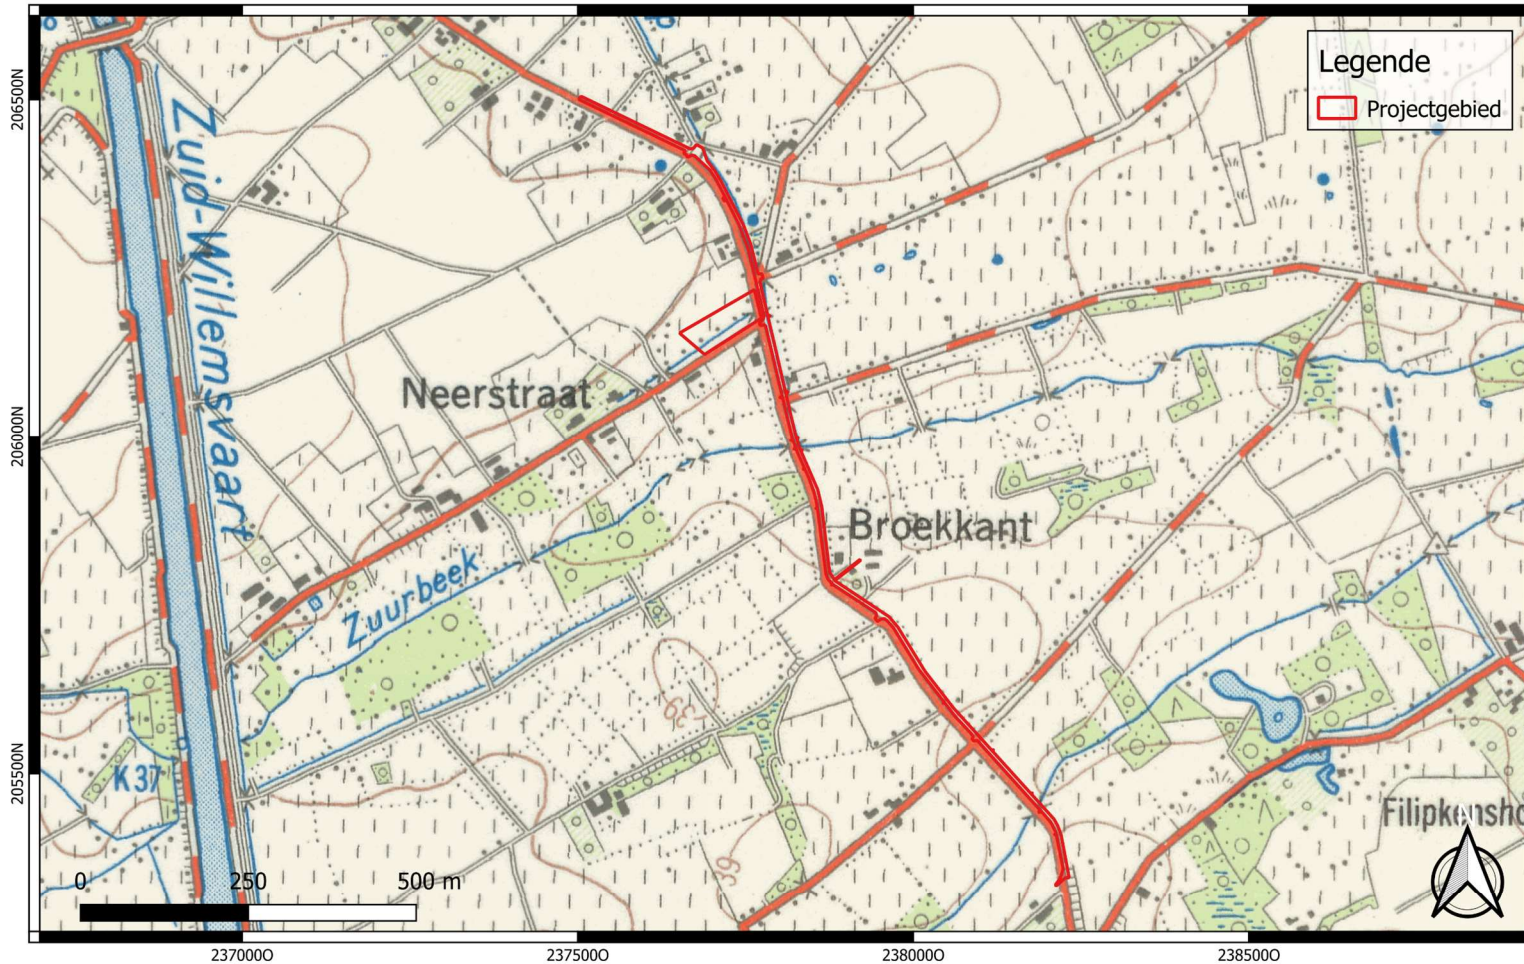 Legende
Projectgebied
206500N
Zuid-Willemsvaart
Neerstraat
206000N
Broekkant
Zuurbeek
39
205500N
K37
Filipkensho
39
N
0 250 500 m
237000O 237500O 238000O 238500O